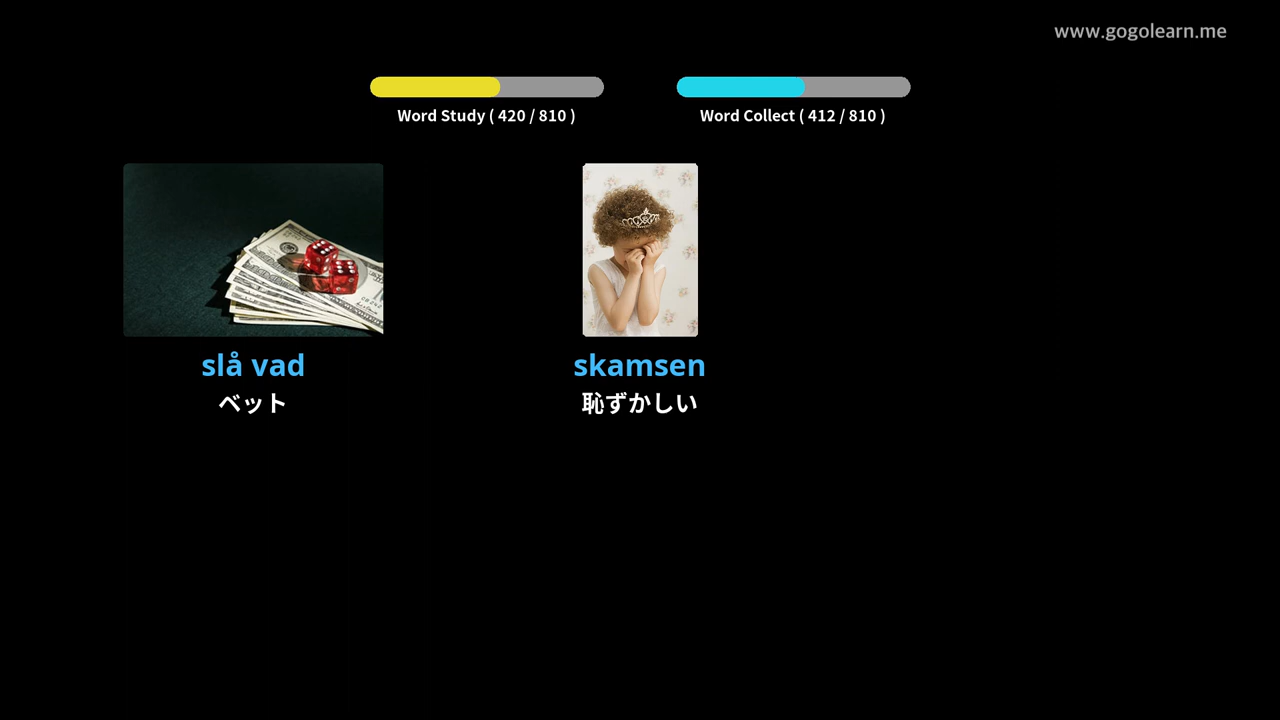 www.gogolearn.me
Word Study ( 420 / 810 )
Word Collect ( 412 / 810 )
slå vad
ベット
skamsen
恥ずかしい